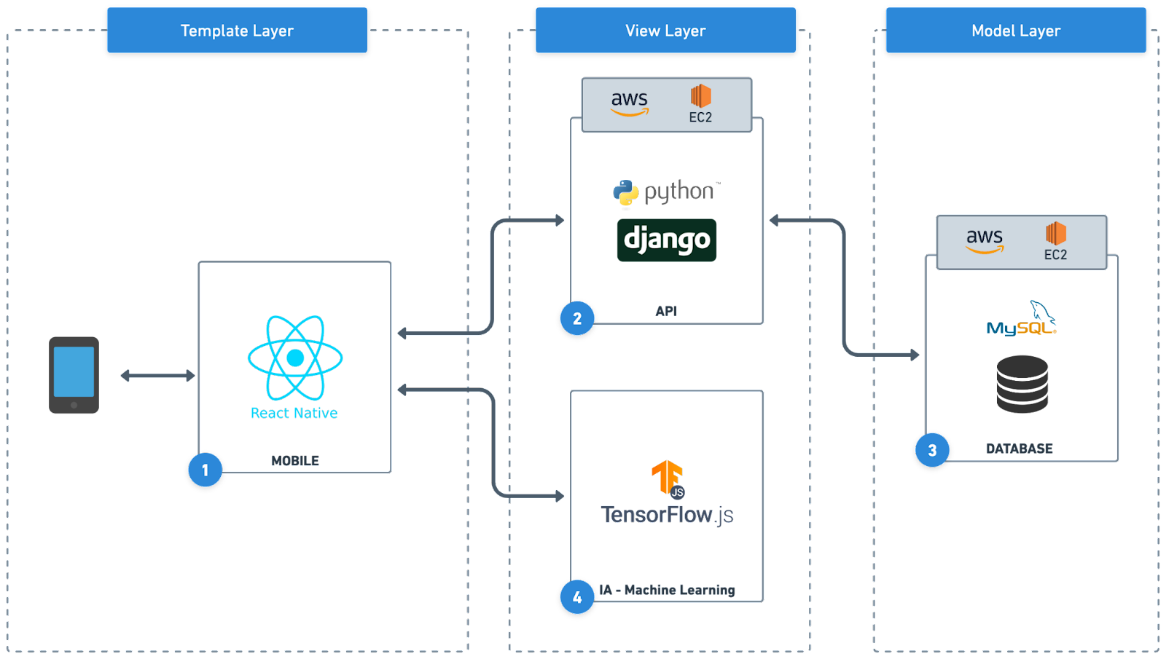 Template Layer
View Layer
Model Layer
aws
EC2
python™
django
API
2
aws
EC2
MySQL®
DATABASE
3
React Native
MOBILE
1
JS
TensorFlow.js
IA - Machine Learning
4